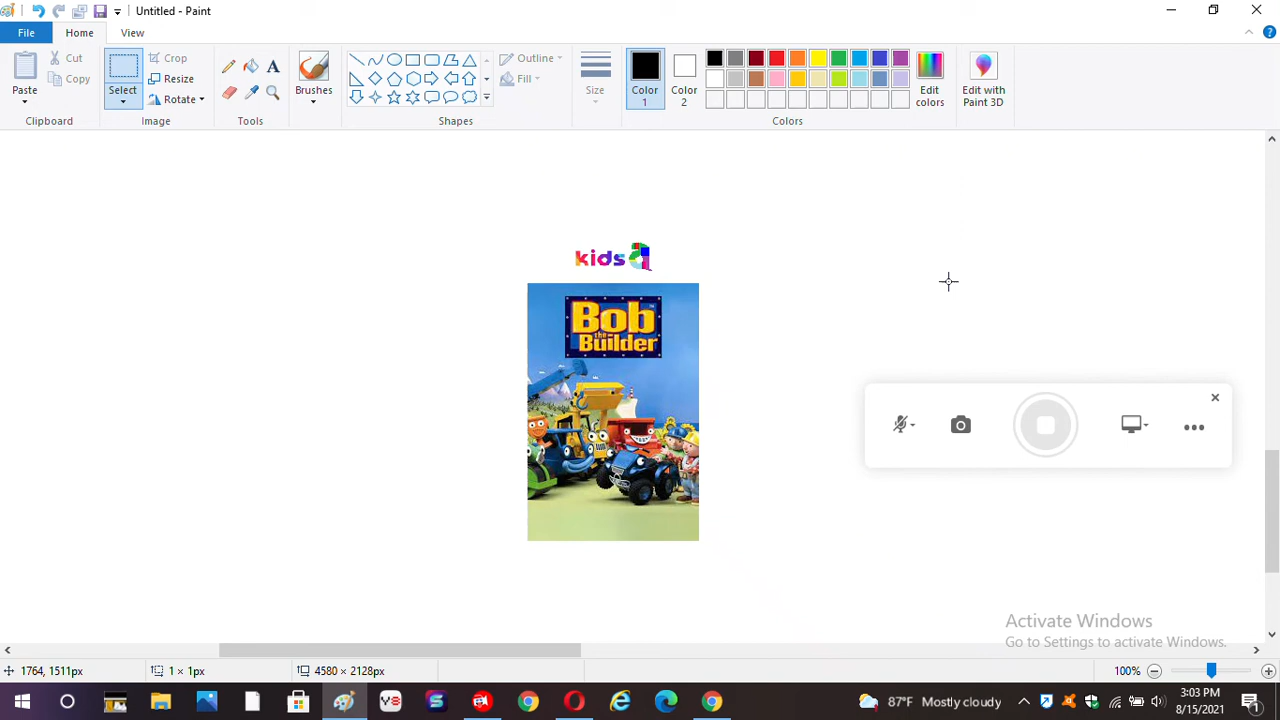 Untitled - Paint
File
Home
View
Paste
Cut
Copy
Clipboard
Select
Crop
Resize
Rotate
Image
A
Tools
Brushes
Shapes
Outline
Fill
Size
Color
1
Color
2
Colors
Edit
colors
Edit with
Paint 3D
kids a
Bob
the
Builder
TM
Activate Windows
Go to Settings to activate Windows.
1764, 1511px
1 × 1px
4580 × 2128px
100%
87°F Mostly cloudy
3:03 PM
8/15/2021
1